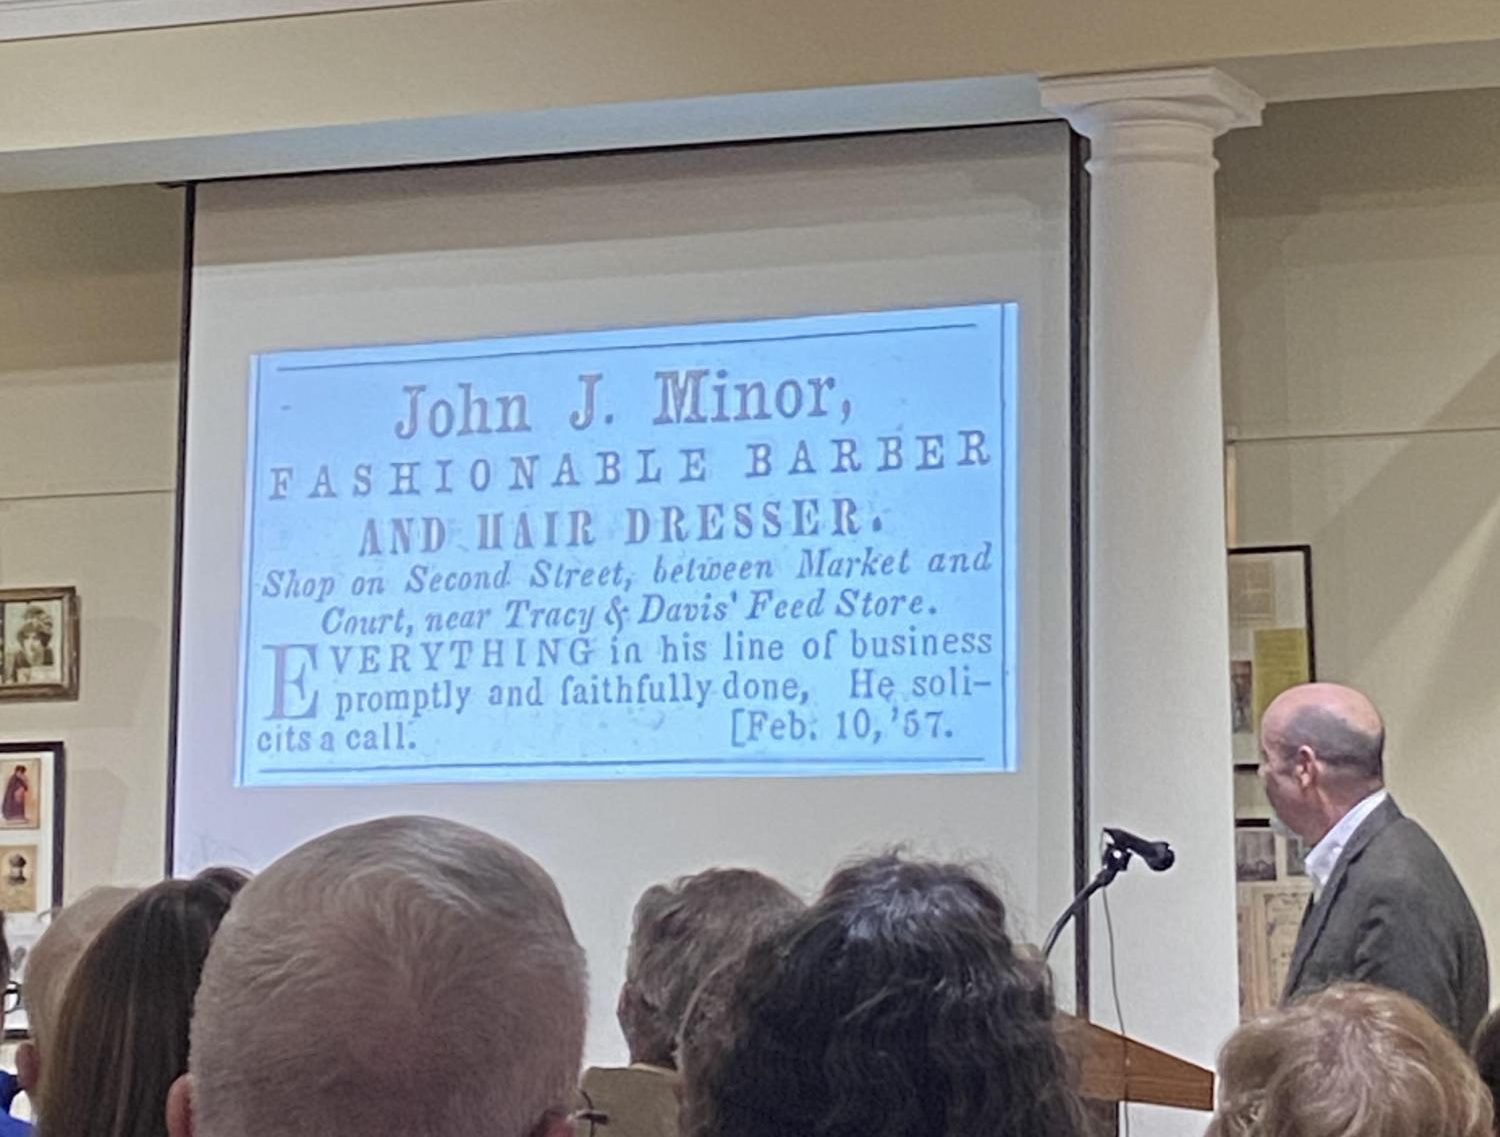 John J. Minor,
FASHIONABLE BARBER
AND HAIR DRESSER.
Shop on Second Street, between Market and
Court, near Tracy & Davis' Feed Store.
EVERYTHING in his line of business
promptly and faithfully done, He soli-
cits a call. [Feb. 10, '57.